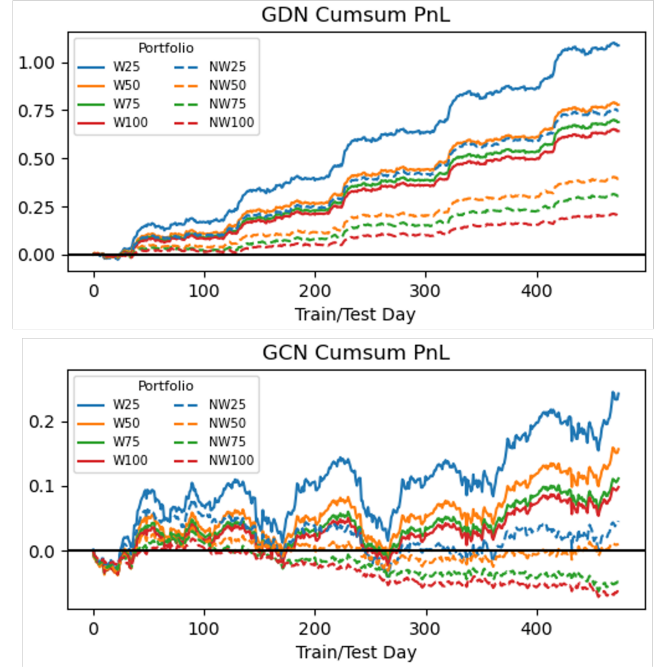 GDN Cumsum PnL
Portfolio
W25 NW25
W50 NW50
W75 NW75
W100 NW100
1.00
0.75
0.50
0.25
0.00
0 100 200 300 400
Train/Test Day
GCN Cumsum PnL
Portfolio
W25 NW25
W50 NW50
W75 NW75
W100 NW100
0.2
0.1
0.0
0 100 200 300 400
Train/Test Day